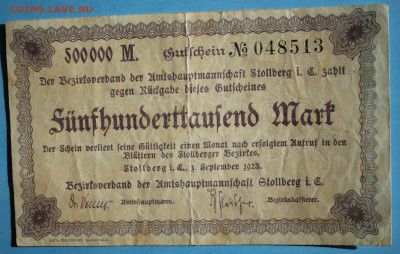 COINS.LAVE.RU
500000 M. Gutschein № 048513
Der Bezirksverband der Amtshauptmannschaft Stollberg i. E. zahlt
gegen Rückgabe dieses Gutscheines
Fünfhunderttausend Mark
Der Schein verliert seine Gültigkeit einen Monat nach erfolgtem Aufruf in den
Blättern des Stollberger Bezirkes.
Stollberg i. E., 3. September 1923.
Bezirksverband der Amtshauptmannschaft Stollberg i. E.
Amtshauptmann. Bezirkskassierer.